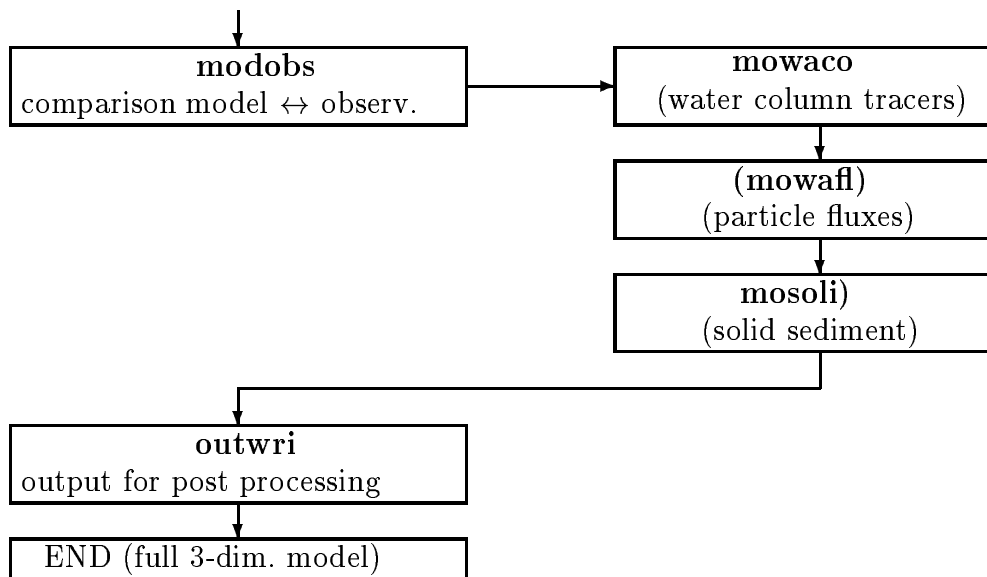 modobs
comparison model ↔ observ.
mowaco
(water column tracers)
(mowafl)
(particle fluxes)
mosoli)
(solid sediment)
outwri
output for post processing
END (full 3-dim. model)